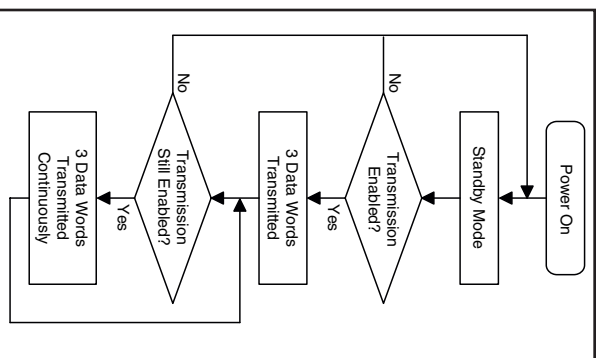 Power On
Standby Mode
Transmission
Enabled?
No
Yes
3 Data Words
Transmitted
Transmission
Still Enabled?
No
Yes
3 Data Words
Transmitted
Continuously